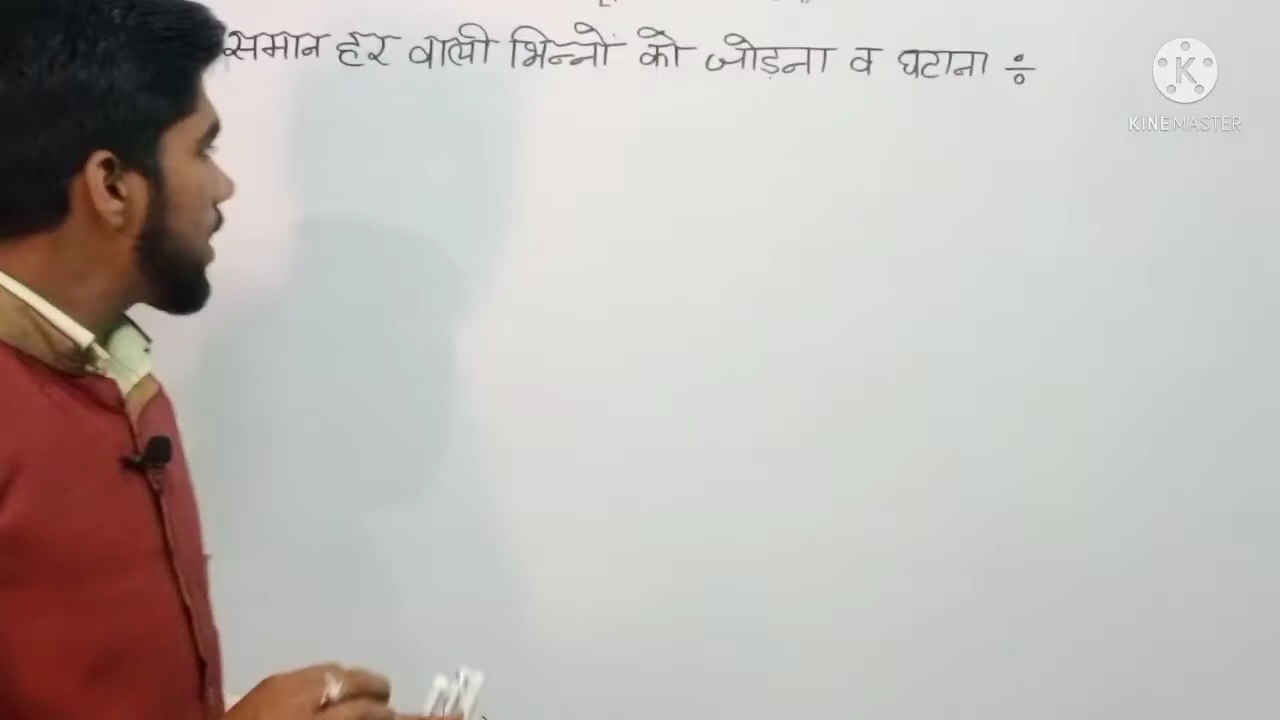 समान हर वाली भिन्नों को जोड़ना व घटाना ÷
K
KINEMASTER